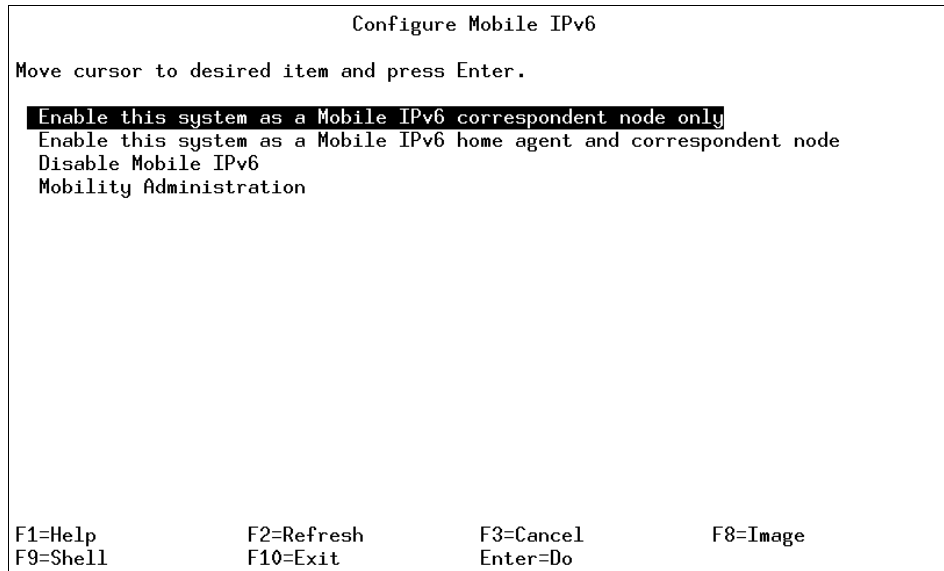 Configure Mobile IPv6
Move cursor to desired item and press Enter.
Enable this system as a Mobile IPv6 correspondent node only
Enable this system as a Mobile IPv6 home agent and correspondent node
Disable Mobile IPv6
Mobility Administration
F1=Help F2=Refresh F3=Cancel F8=Image
F9=Shell F10=Exit Enter=Do